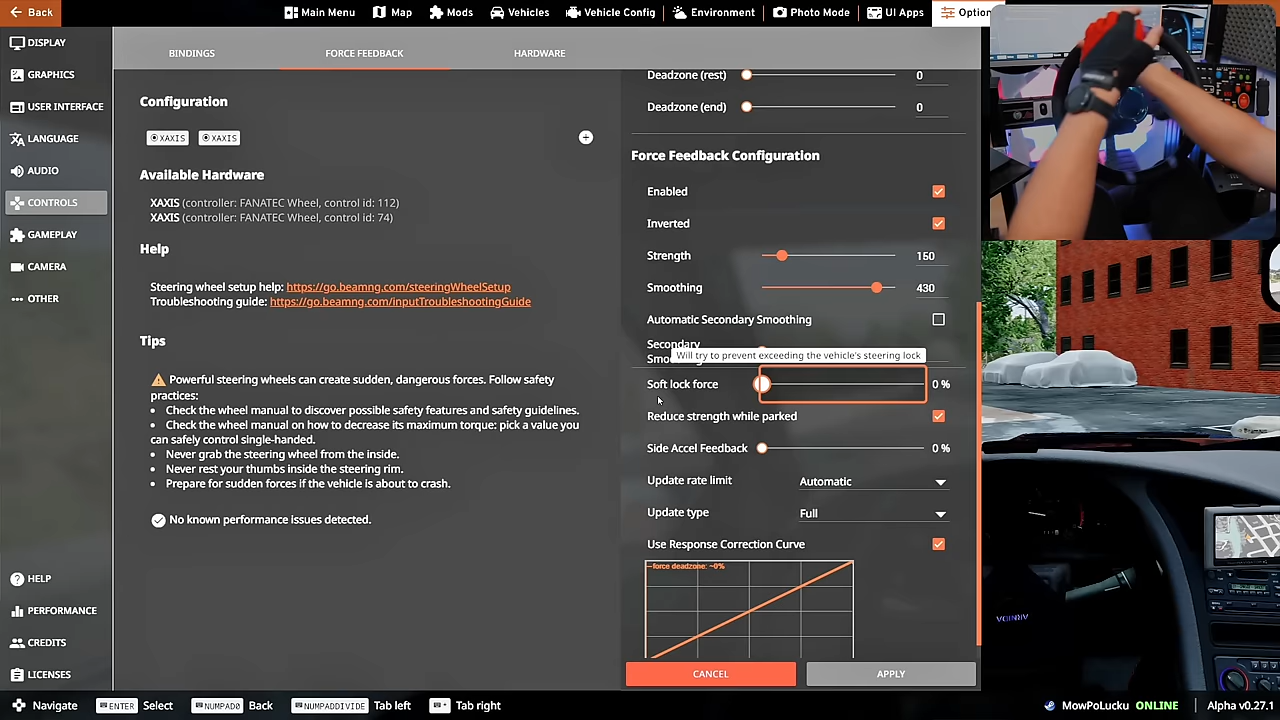 Back
Main Menu
Map
Mods
Vehicles
Vehicle Config
Environment
Photo Mode
UI Apps
DISPLAY
GRAPHICS
USER INTERFACE
LANGUAGE
AUDIO
CONTROLS
GAMEPLAY
CAMERA
OTHER
HELP
PERFORMANCE
CREDITS
LICENSES
BINDINGS
FORCE FEEDBACK
HARDWARE
Configuration
XAXIS XAXIS
Available Hardware
XAXIS (controller: FANATEC Wheel, control id: 112)
XAXIS (controller: FANATEC Wheel, control id: 74)
Help
Steering wheel setup help: https://go.beamng.com/steeringWheelSetup
Troubleshooting guide: https://go.beamng.com/inputTroubleshootingGuide
Tips
Powerful steering wheels can create sudden, dangerous forces. Follow safety
practices:
• Check the wheel manual to discover possible safety features and safety guidelines.
• Check the wheel manual on how to decrease its maximum torque: pick a value you
can safely control single-handed.
• Never grab the steering wheel from the inside.
• Never rest your thumbs inside the steering rim.
• Prepare for sudden forces if the vehicle is about to crash.
No known performance issues detected.
Deadzone (rest) 0
Deadzone (end) 0
Force Feedback Configuration
Enabled
Inverted
Strength 150
Smoothing 430
Automatic Secondary Smoothing
Secondary
Will try to prevent exceeding the vehicle's steering lock
Soft lock force 0 %
Reduce strength while parked
Side Accel Feedback 0 %
Update rate limit Automatic
Update type Full
Use Response Correction Curve
force deadzone: ~0%
CANCEL
APPLY
Navigate
ENTER Select
NUMPAD0 Back
NUMPADDIVIDE Tab left
Tab right
MowPoLucku ONLINE
Alpha v0.27.1